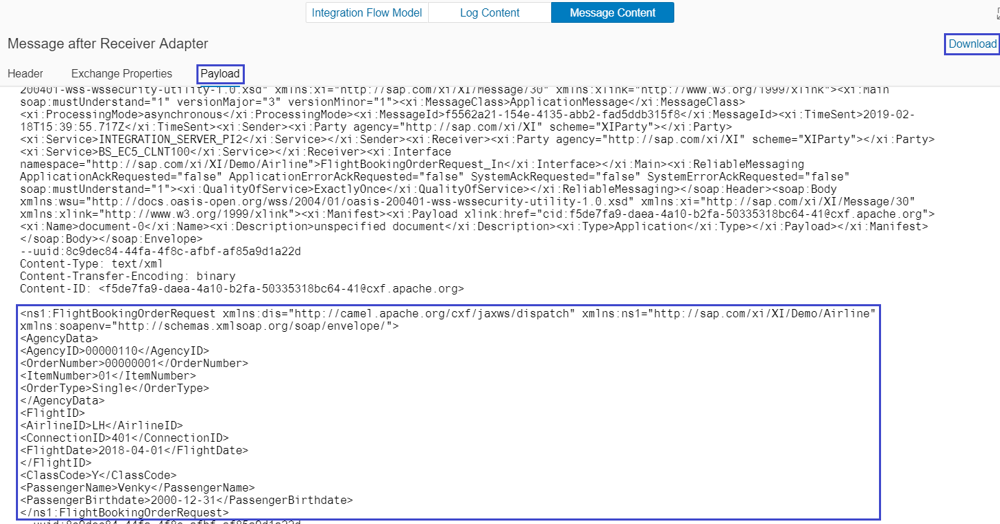 Integration Flow Model Log Content Message Content
Message after Receiver Adapter
Download
Header Exchange Properties Payload
200401-wss-wssecurity-utility-1.0.xsd" xmlns:xi="http://sap.com/xi/XI/Message/30" xmlns:xlink="http://www.w3.org/1999/xlink"><xi:Main
soap:mustUnderstand="1" versionMajor="3" versionMinor="1"><xi:MessageClass>ApplicationMessage</xi:MessageClass>
<xi:ProcessingMode>asynchronous</xi:ProcessingMode><xi:MessageId>f5562a21-154e-4135-abb2-fad5ddb315f8</xi:MessageId><xi:TimeSent>2019-02-
18T15:39:55.717Z</xi:TimeSent><xi:Sender><xi:Party agency="http://sap.com/xi/XI" scheme="XIParty"></xi:Party>
<xi:Service>INTEGRATION_SERVER_PI2</xi:Service></xi:Sender><xi:Receiver><xi:Party agency="http://sap.com/xi/XI" scheme="XIParty"></xi:Party>
<xi:Service>BS_EC5_CLNT100</xi:Service></xi:Receiver><xi:Interface
namespace="http://sap.com/xi/XI/Demo/Airline">FlightBookingOrderRequest_In</xi:Interface></xi:Main><xi:ReliableMessaging
ApplicationAckRequested="false" ApplicationErrorAckRequested="false" SystemAckRequested="false" SystemErrorAckRequested="false"
soap:mustUnderstand="1"><xi:QualityOfService>ExactlyOnce</xi:QualityOfService></xi:ReliableMessaging></soap:Header><soap:Body
xmlns:wsu="http://docs.oasis-open.org/wss/2004/01/oasis-200401-wss-wssecurity-utility-1.0.xsd" xmlns:xi="http://sap.com/xi/XI/Message/30"
xmlns:xlink="http://www.w3.org/1999/xlink"><xi:Manifest><xi:Payload xlink:href="cid:f5de7fa9-daea-4a10-b2fa-50335318bc64-41@cxf.apache.org">
<xi:Name>document-0</xi:Name><xi:Description>unspecified document</xi:Description><xi:Type>Application</xi:Type></xi:Payload></xi:Manifest>
</soap:Body></soap:Envelope>
--uuid:8c9dec84-44fa-4f8c-afbf-af85a9d1a22d
Content-Type: text/xml
Content-Transfer-Encoding: binary
Content-ID: <f5de7fa9-daea-4a10-b2fa-50335318bc64-41@cxf.apache.org>
<ns1:FlightBookingOrderRequest xmlns:dis="http://camel.apache.org/cxf/jaxws/dispatch" xmlns:ns1="http://sap.com/xi/XI/Demo/Airline"
xmlns:soapenv="http://schemas.xmlsoap.org/soap/envelope/">
<AgencyData>
<AgencyID>00000110</AgencyID>
<OrderNumber>00000001</OrderNumber>
<ItemNumber>01</ItemNumber>
<OrderType>Single</OrderType>
</AgencyData>
<FlightID>
<AirlineID>LH</AirlineID>
<ConnectionID>401</ConnectionID>
<FlightDate>2018-04-01</FlightDate>
</FlightID>
<ClassCode>Y</ClassCode>
<PassengerName>Venky</PassengerName>
<PassengerBirthdate>2000-12-31</PassengerBirthdate>
</ns1:FlightBookingOrderRequest>
--uuid:8c9dec84-44fa-4f8c-afbf-af85a9d1a22d